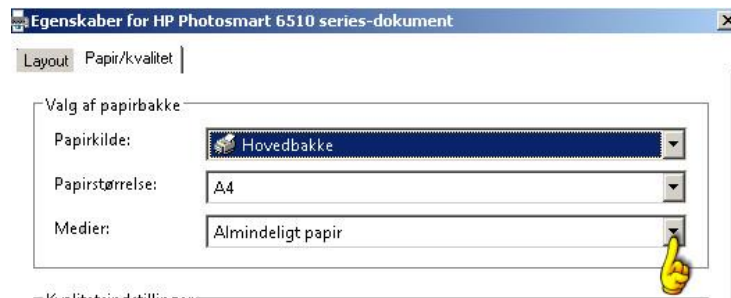 Egenskaber for HP Photosmart 6510 series-dokument
Layout Papir/kvalitet
Valg af papirbakke
Papirkilde: Hovedbakke
Papirstørrelse: A4
Medier: Almindeligt papir